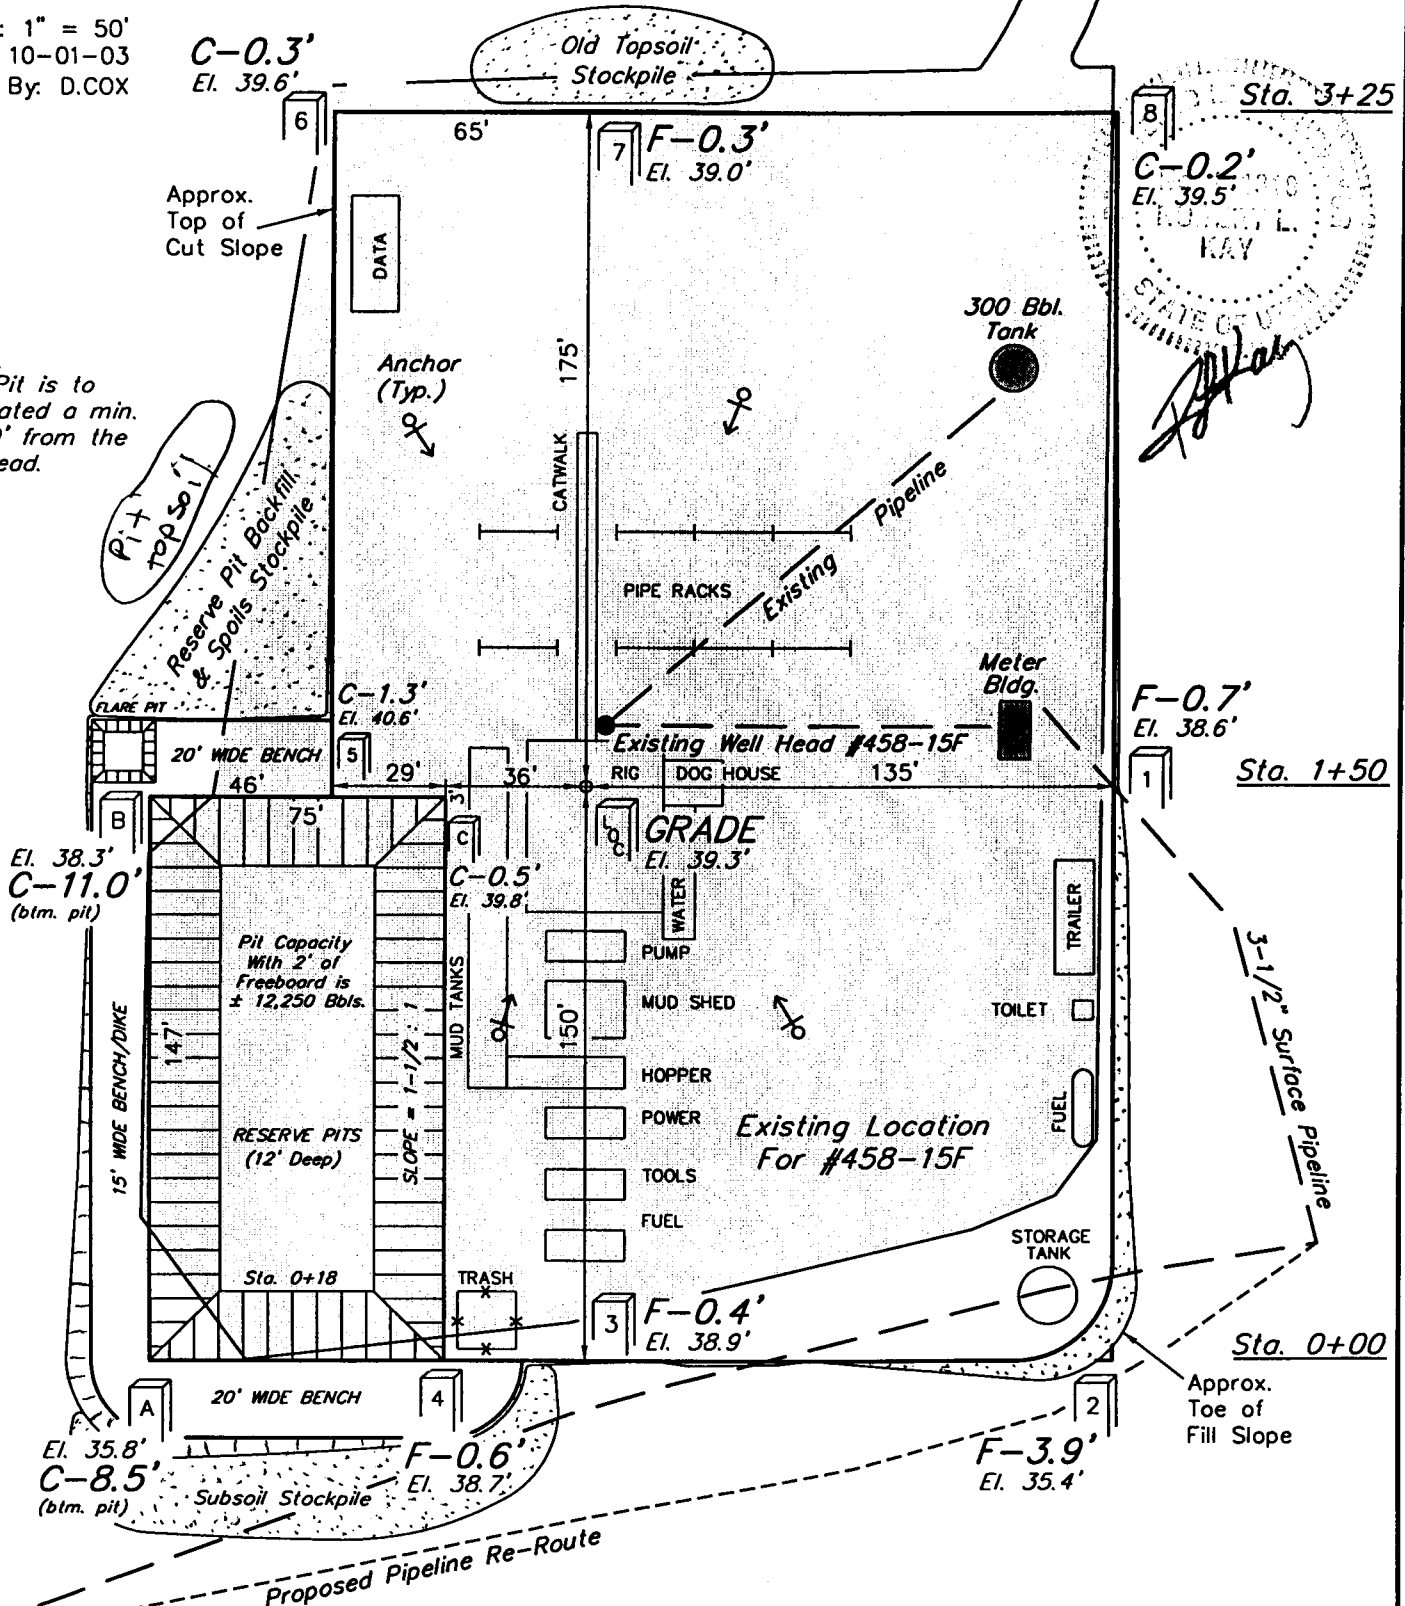 : 1" = 50'
10-01-03
By: D.COX
C-0.3'
El. 39.6'
Old Topsoil
Stockpile
Sta. 3+25
6
65'
7
F-0.3'
El. 39.0'
8
C-0.2'
El. 39.5'
KAY
STATE OF UTAH
Approx.
Top of
Cut Slope
DATA
300 Bbl.
Tank
175'
Anchor
(Typ.)
Pit is to
ated a min.
' from the
ead.
Pit
topsoil
Reserve Pit Backfill
& Spoils Stockpile
CATWALK
Pipeline
Existing
PIPE RACKS
Meter
Bldg.
C-1.3'
El. 40.6'
F-0.7'
El. 38.6'
FLARE PIT
20' WIDE BENCH
5
Existing Well Head #458-15F
RIG
DOG HOUSE
1
Sta. 1+50
46'
29'
36'
135'
3'
75'
B
El. 38.3'
C-11.0'
(btm. pit)
C
C-0.5'
El. 39.8'
LOC
GRADE
El. 39.3'
WATER
TRAILER
Pit Capacity
With 2' of
Freeboard is
± 12,250 Bbls.
PUMP
MUD TANKS
MUD SHED
TOILET
150'
15' WIDE BENCH/DIKE
147'
SLOPE = 1-1/2 : 1
HOPPER
POWER
FUEL
3-1/2" Surface Pipeline
RESERVE PITS
(12' Deep)
Existing Location
For #458-15F
TOOLS
FUEL
STORAGE
TANK
Sta. 0+18
TRASH
3
F-0.4'
El. 38.9'
Sta. 0+00
Approx.
Toe of
Fill Slope
A
20' WIDE BENCH
4
2
El. 35.8'
C-8.5'
(btm. pit)
F-0.6'
El. 38.7'
F-3.9'
El. 35.4'
Subsoil Stockpile
Proposed Pipeline Re-Route